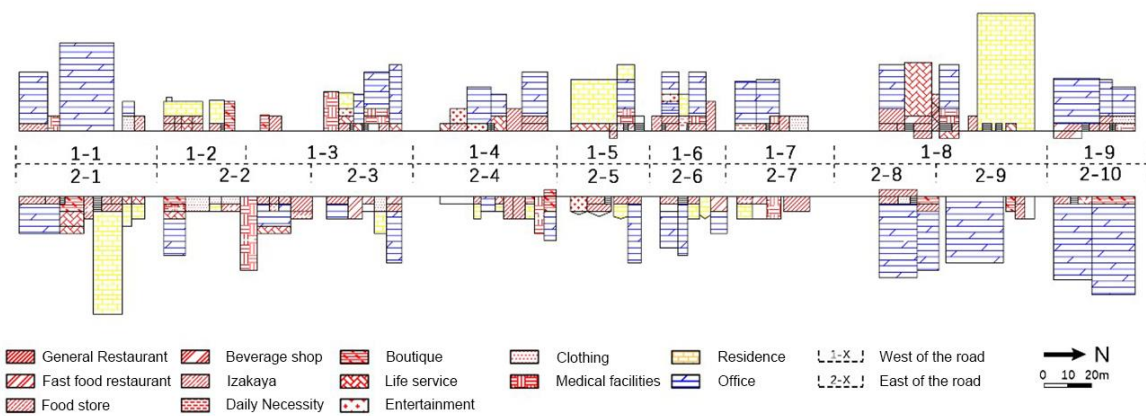 1-1 1-2 1-3 1-4 1-5 1-6 1-7 1-8 1-9
2-1 2-2 2-3 2-4 2-5 2-6 2-7 2-8 2-9 2-10
General Restaurant Beverage shop Boutique Clothing Residence 1-X West of the road N
Fast food restaurant Izakaya Life service Medical facilities Office 2-X East of the road 0 10 20m
Food store Daily Necessity Entertainment